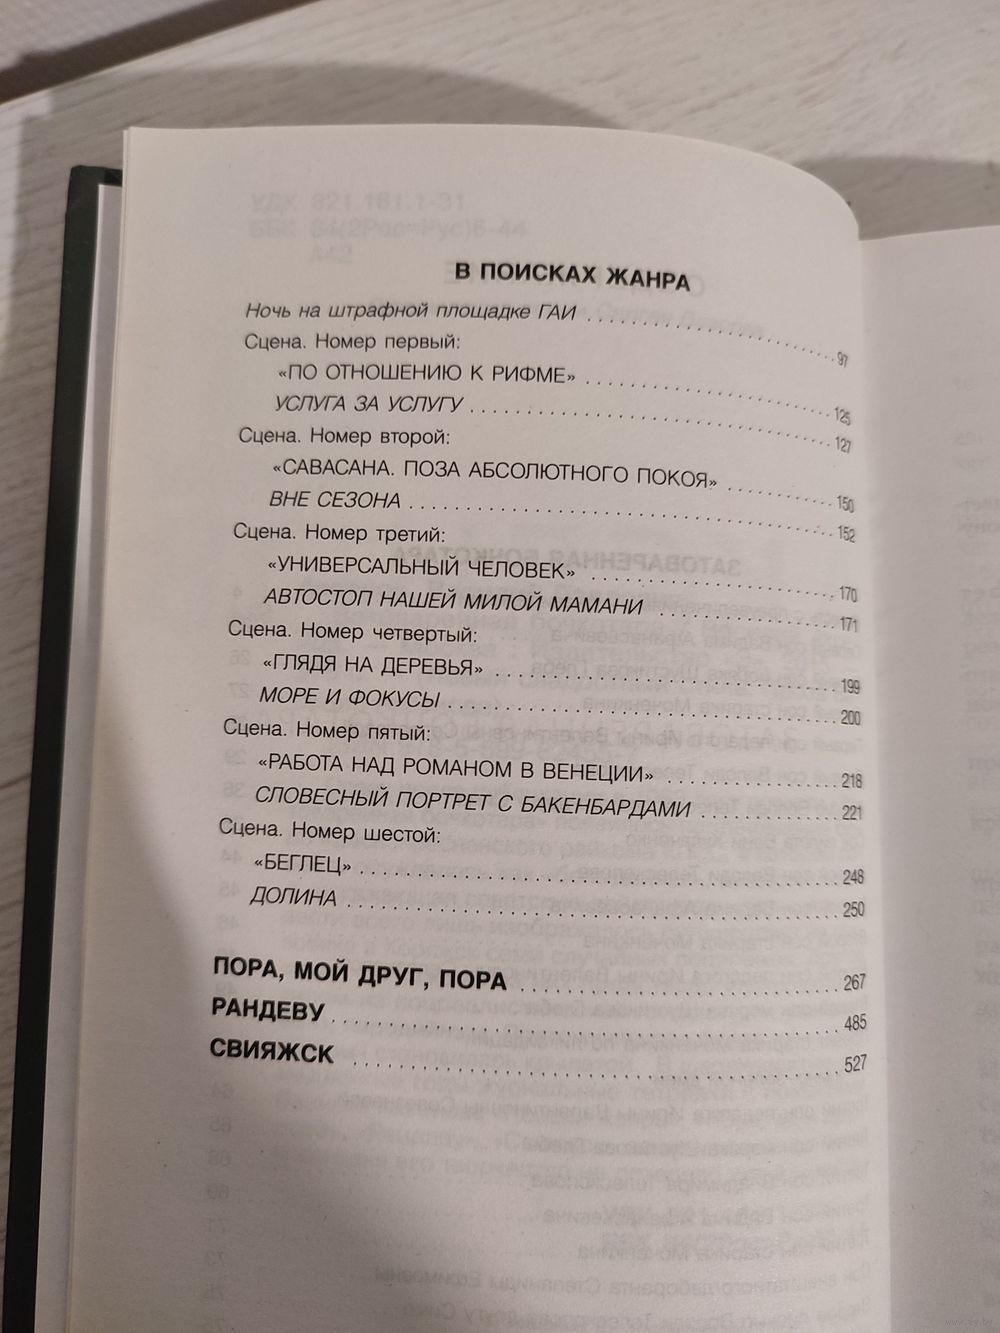 В ПОИСКАХ ЖАНРА
Ночь на штрафной площадке ГАИ 97
Сцена. Номер первый:
«ПО ОТНОШЕНИЮ К РИФМЕ» 125
УСЛУГА ЗА УСЛУГУ 127
Сцена. Номер второй:
«САВАСАНА. ПОЗА АБСОЛЮТНОГО ПОКОЯ» 150
ВНЕ СЕЗОНА 152
Сцена. Номер третий:
«УНИВЕРСАЛЬНЫЙ ЧЕЛОВЕК» 170
АВТОСТОП НАШЕЙ МИЛОЙ МАМАНИ 171
Сцена. Номер четвертый:
«ГЛЯДЯ НА ДЕРЕВЬЯ» 199
МОРЕ И ФОКУСЫ 200
Сцена. Номер пятый:
«РАБОТА НАД РОМАНОМ В ВЕНЕЦИИ» 218
СЛОВЕСНЫЙ ПОРТРЕТ С БАКЕНБАРДАМИ 221
Сцена. Номер шестой:
«БЕГЛЕЦ» 248
ДОЛИНА 250
ПОРА, МОЙ ДРУГ, ПОРА 267
РАНДЕВУ 485
СВИЯЖСК 527